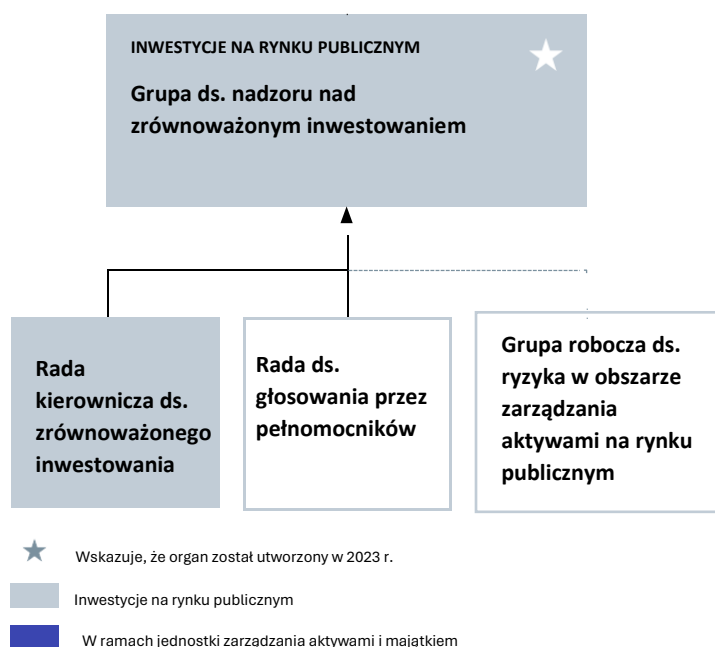 INWESTYCJE NA RYNKU PUBLICZNYM
Grupa ds. nadzoru nad
zrównoważonym inwestowaniem
Rada
kierownicza ds.
zrównoważonego
inwestowania
Rada ds.
głosowania przez
pełnomocników
Grupa robocza ds.
ryzyka w obszarze
zarządzania
aktywami na rynku
publicznym
Wskazuje, że organ został utworzony w 2023 r.
Inwestycje na rynku publicznym
W ramach jednostki zarządzania aktywami i majątkiem